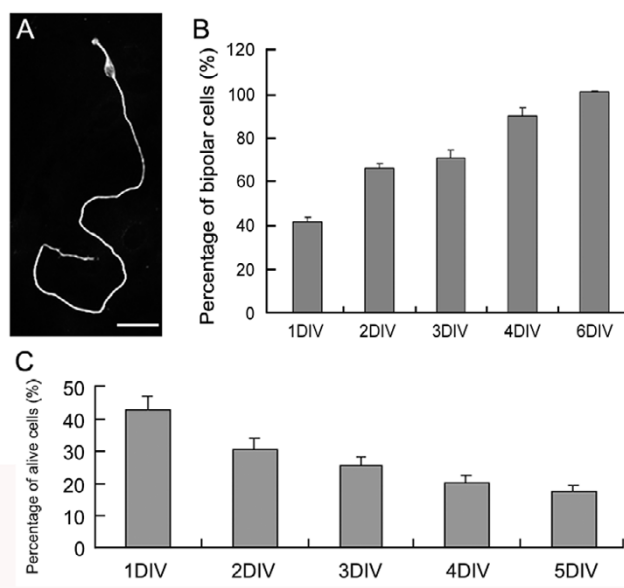 A
B
Percentage of bipolar cells (%)
120
100
80
60
40
20
0
1DIV 2DIV 3DIV 4DIV 6DIV
C
Percentage of alive cells (%)
50
40
30
20
10
0
1DIV 2DIV 3DIV 4DIV 5DIV